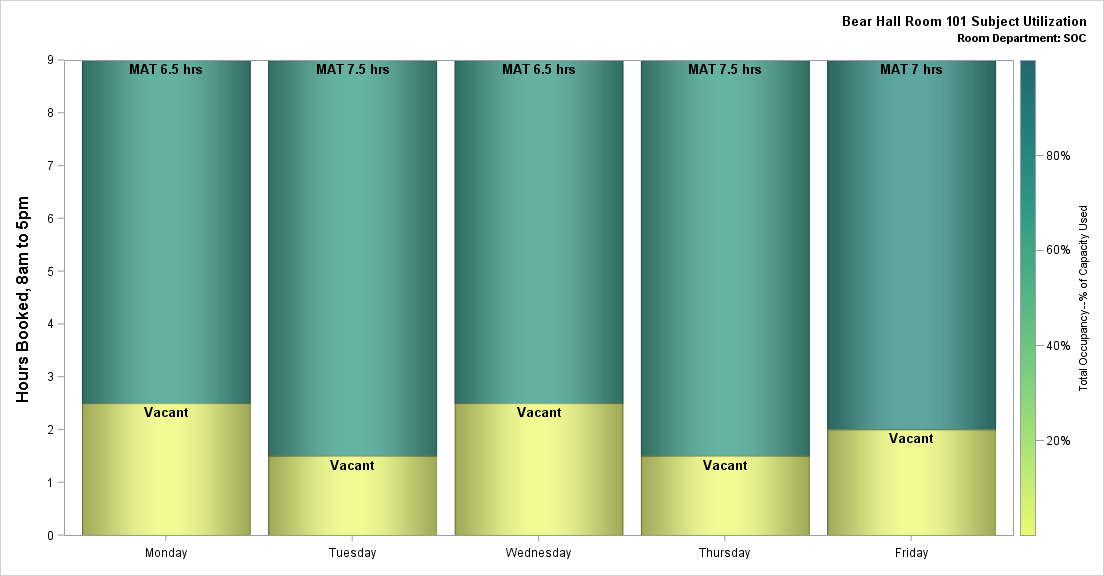 Bear Hall Room 101 Subject Utilization
Room Department: SOC
Hours Booked, 8am to 5pm
9
8
7
6
5
4
3
2
1
0
MAT 6.5 hrs
MAT 7.5 hrs
MAT 6.5 hrs
MAT 7.5 hrs
MAT 7 hrs
Vacant
Vacant
Vacant
Vacant
Vacant
Monday
Tuesday
Wednesday
Thursday
Friday
80%
60%
40%
20%
Total Occupancy--% of Capacity Used